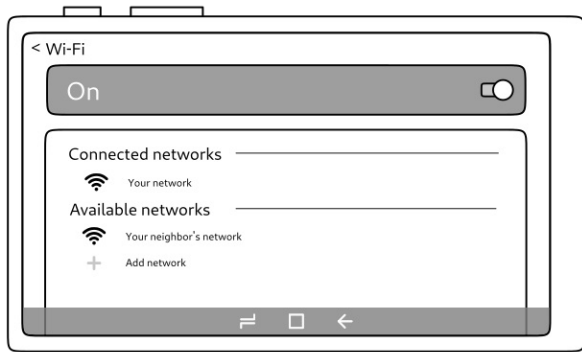 < Wi-Fi
On
Connected networks
Your network
Available networks
Your neighbor's network
Add network